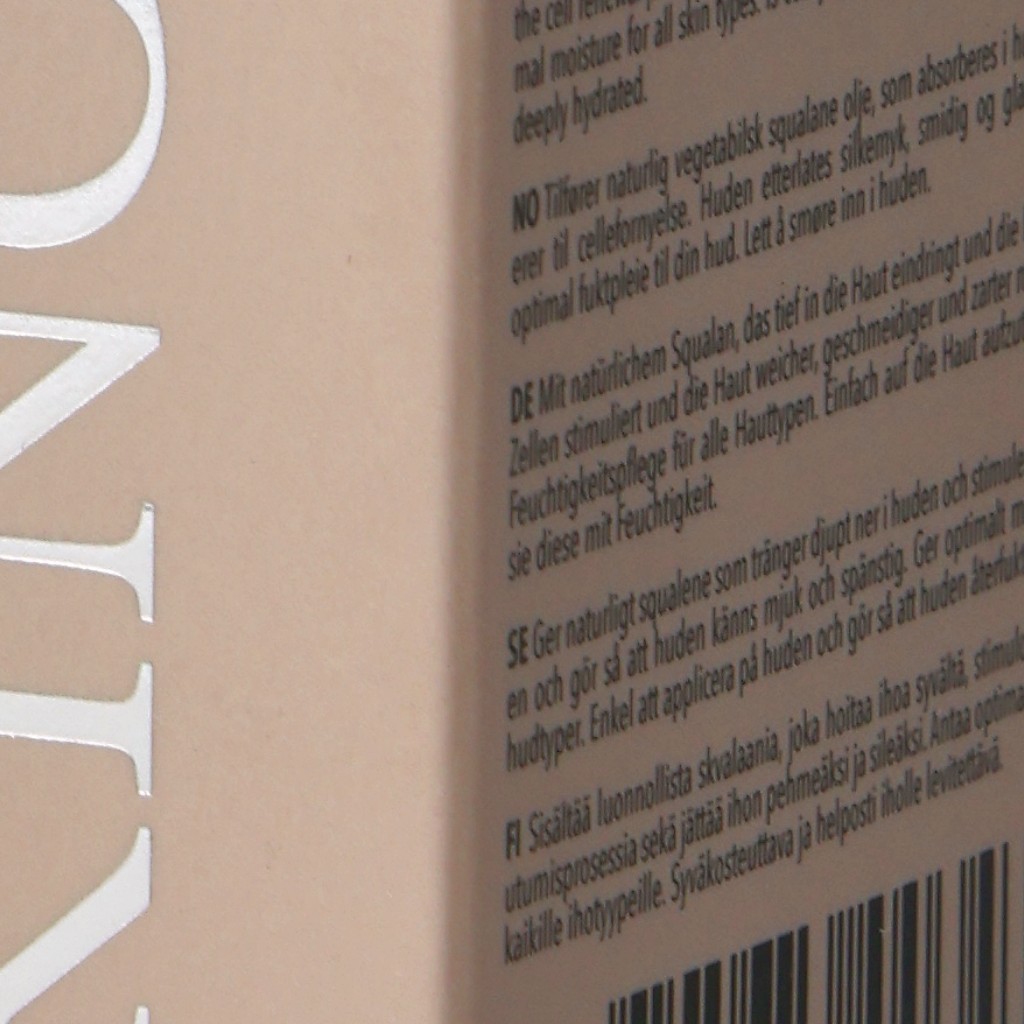 the cell
mal moisture for all skin types.
deeply hydrated.
NO Tilfører naturlig vegetabilsk squalane olje, som absorberes i
erer til cellefornyelse. Huden etterlates silkemyk, smidig og
optimal fuktpleie til din hud. Lett å smøre inn i huden.
DE Mit natürlichem Squalan, das tief in die Haut eindringt und die
Zellen stimuliert und die Haut weicher, geschmeidiger und zarter
Feuchtigkeitspflege für alle Hauttypen. Einfach auf die Haut
sie diese mit Feuchtigkeit.
SE Ger naturligt squalene som tränger djupt ner i huden och
en och gör så att huden känns mjuk och spänstig. Ger optimalt
hudtyper. Enkel att applicera på huden och gör så att huden
FI Sisältää luonnollista skvalaania, joka hoitaa ihoa syvältä,
utumisprosessia sekä jättää ihon pehmeäksi ja sileäksi. Antaa
kaikille ihotyypeille. Syväkosteuttava ja helposti iholle levitettävä.